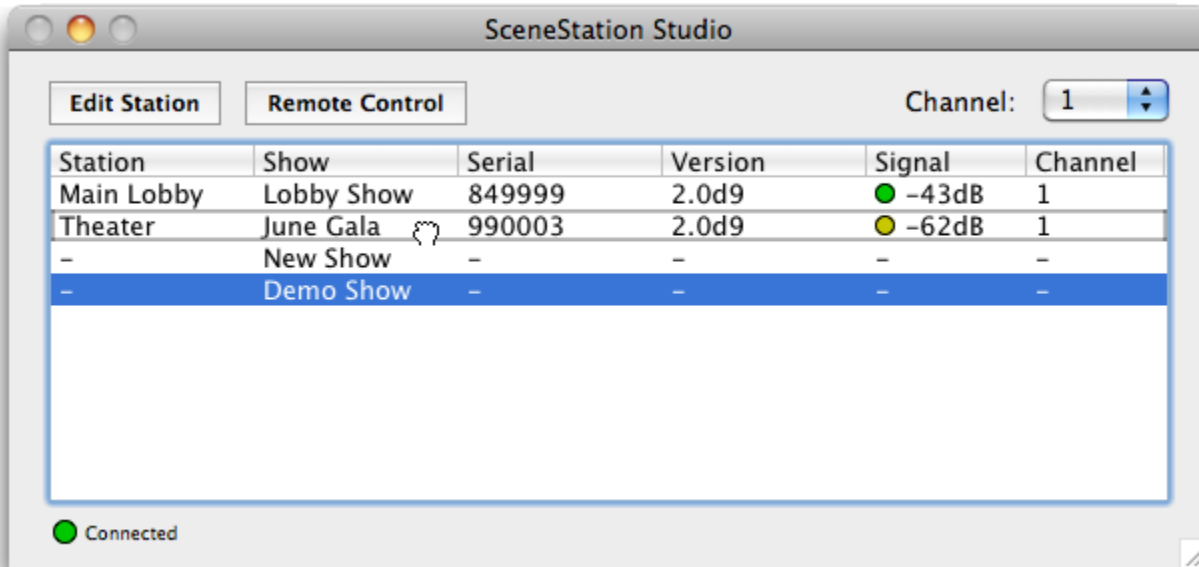 SceneStation Studio
Edit Station Remote Control Channel: 1
Station Show Serial Version Signal Channel
Main Lobby Lobby Show 849999 2.0d9 -43dB 1
Theater June Gala 990003 2.0d9 -62dB 1
- New Show - - - -
- Demo Show - - - -
Connected